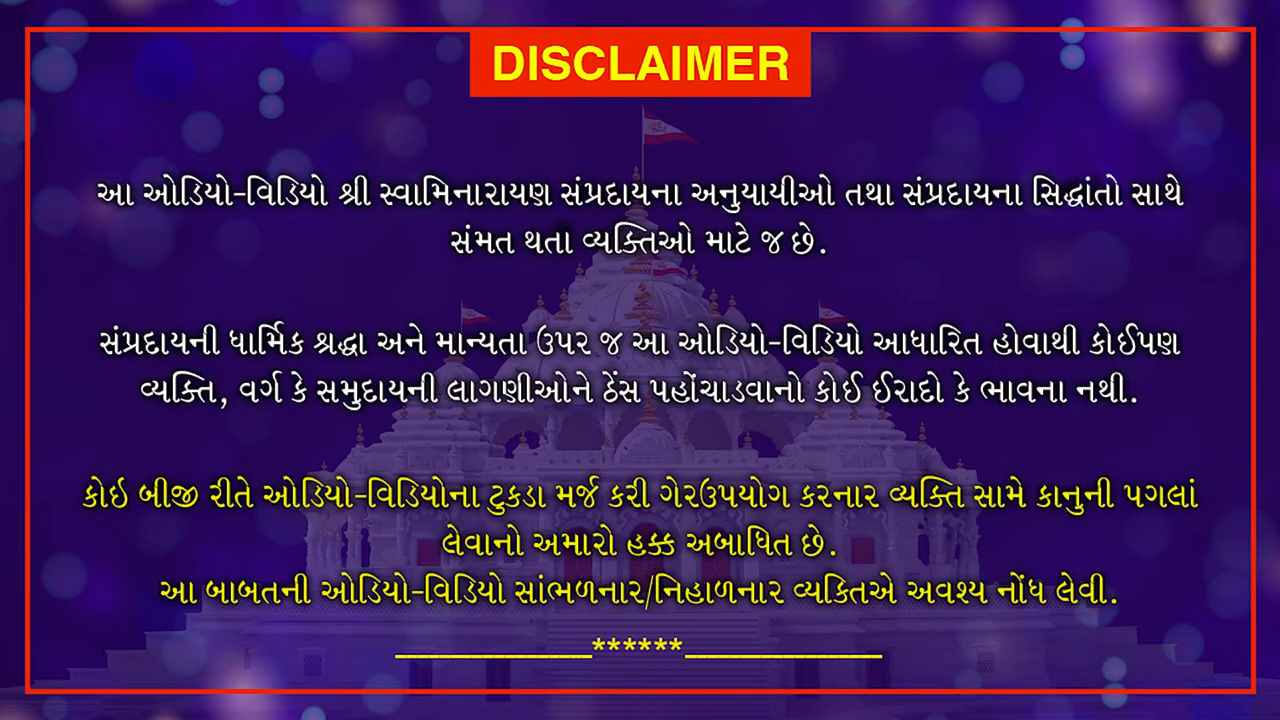 DISCLAIMER
આ ઓડિયો-વિડિયો શ્રી સ્વામિનારાયણ સંપ્રદાયના અનુયાયીઓ તથા સંપ્રદાયના સિદ્ધાંતો સાથે
સંમત થતા વ્યક્તિઓ માટે જ છે.
સંપ્રદાયની ધાર્મિક શ્રદ્ધા અને માન્યતા ઉપર જ આ ઓડિયો-વિડિયો આધારિત હોવાથી કોઈપણ
વ્યક્તિ, વર્ગ કે સમુદાયની લાગણીઓને ઠેંસ પહોંચાડવાનો કોઈ ઈરાદો કે ભાવના નથી.
કોઇ બીજી રીતે ઓડિયો-વિડિયોના ટુકડા મર્જ કરી ગેરઉપયોગ કરનાર વ્યક્તિ સામે કાનુની પગલાં
લેવાનો અમારો હક્ક અબાધિત છે.
આ બાબતની ઓડિયો-વિડિયો સાંભળનાર/નિહાળનાર વ્યકિતએ અવશ્ય નોંધ લેવી.
________________******________________